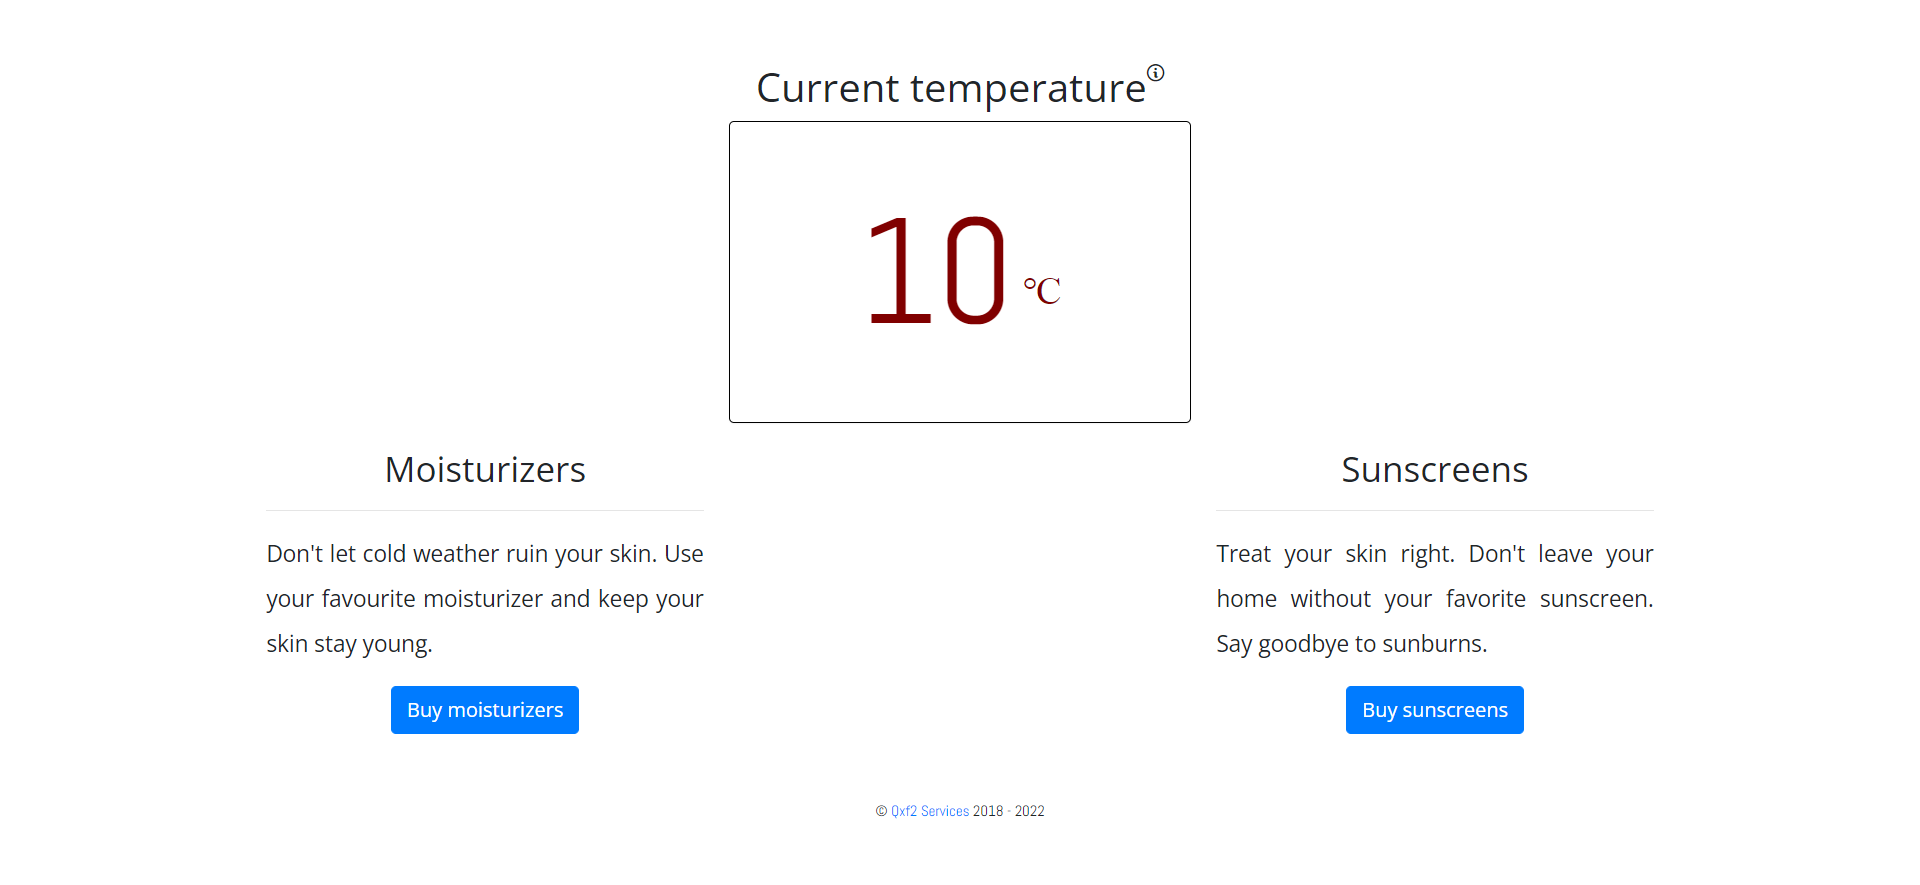 Current temperature
10 °C
Moisturizers
Don't let cold weather ruin your skin. Use
your favourite moisturizer and keep your
skin stay young.
Buy moisturizers
Sunscreens
Treat your skin right. Don't leave your
home without your favorite sunscreen.
Say goodbye to sunburns.
Buy sunscreens
© Qxf2 Services 2018 - 2022